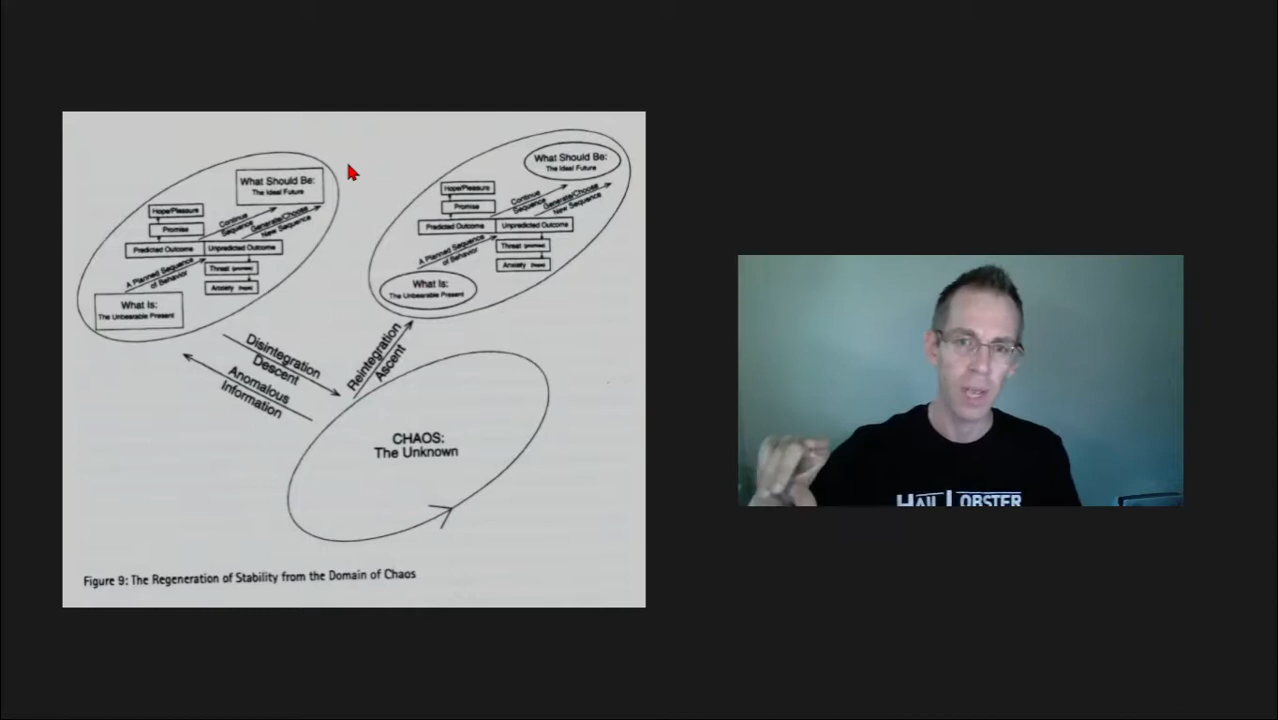 What Should Be:
The Ideal Future
Hope/Pleasure
Promise
Continue
Sequence
Generate/Choose
New Sequence
Predicted Outcome
Unpredicted Outcome
A Planned Sequence
of Behavior
Threat
Anxiety
What Is:
The Unbearable Present
What Should Be:
The Ideal Future
Hope/Pleasure
Promise
Continue
Sequence
Generate/Choose
New Sequence
Predicted Outcome
Unpredicted Outcome
A Planned Sequence
of Behavior
Threat
Anxiety
What Is:
The Unbearable Present
Disintegration
Descent
Anomalous
Information
Reintegration
Ascent
CHAOS:
The Unknown
Figure 9: The Regeneration of Stability from the Domain of Chaos
HAIL LOBSTER